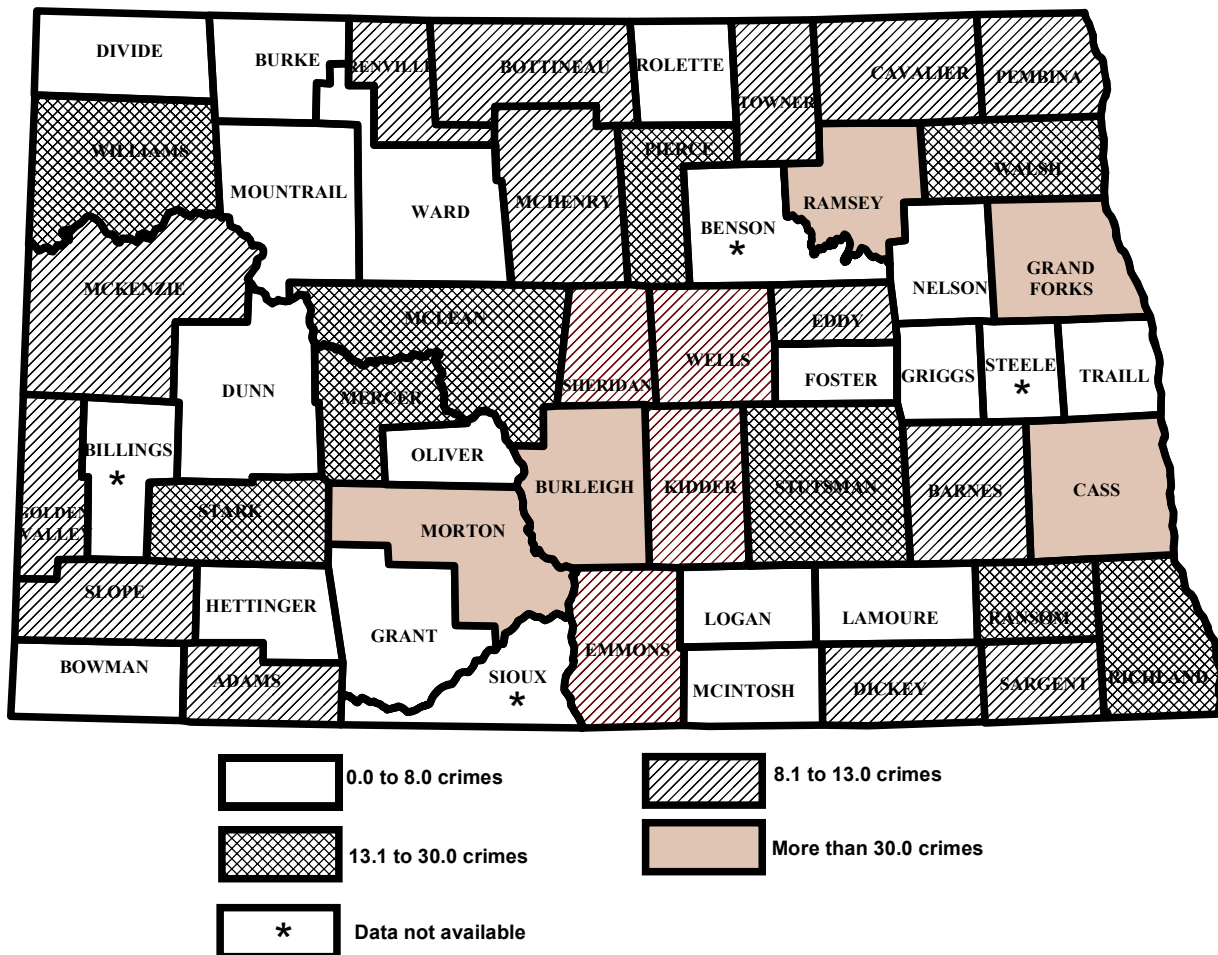 DIVIDE
BURKE
RENVILLE
BOTTINEAU
ROLETTE
TOWNER
CAVALIER
PEMBINA
WILLIAMS
MOUNTRAIL
WARD
MCHENRY
PIERCE
BENSON
*
RAMSEY
WALSH
MCKENZIE
NELSON
GRAND
FORKS
MCLEAN
SHERIDAN
WELLS
EDDY
FOSTER
GRIGGS
STEELE
*
TRAILL
DUNN
MERCER
BILLINGS
*
OLIVER
BURLEIGH
KIDDER
STUTSMAN
BARNES
CASS
GOLDEN
VALLEY
STARK
MORTON
SLOPE
HETTINGER
GRANT
EMMONS
LOGAN
LAMOURE
RANSOM
BOWMAN
ADAMS
SIOUX
*
MCINTOSH
DICKEY
SARGENT
RICHLAND
0.0 to 8.0 crimes
8.1 to 13.0 crimes
13.1 to 30.0 crimes
More than 30.0 crimes
* Data not available